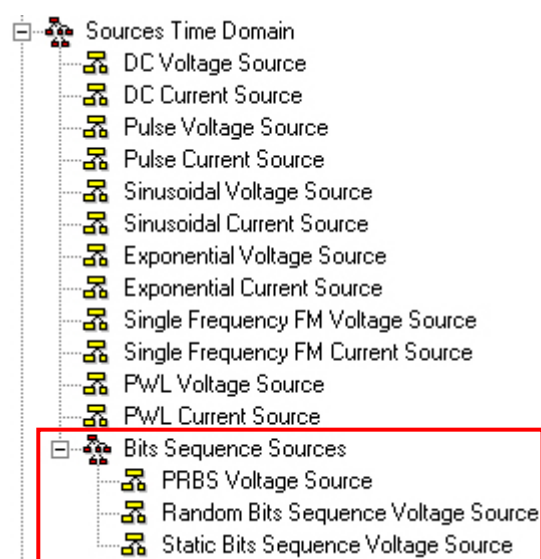 Sources Time Domain
DC Voltage Source
DC Current Source
Pulse Voltage Source
Pulse Current Source
Sinusoidal Voltage Source
Sinusoidal Current Source
Exponential Voltage Source
Exponential Current Source
Single Frequency FM Voltage Source
Single Frequency FM Current Source
PWL Voltage Source
PWL Current Source
Bits Sequence Sources
PRBS Voltage Source
Random Bits Sequence Voltage Source
Static Bits Sequence Voltage Source